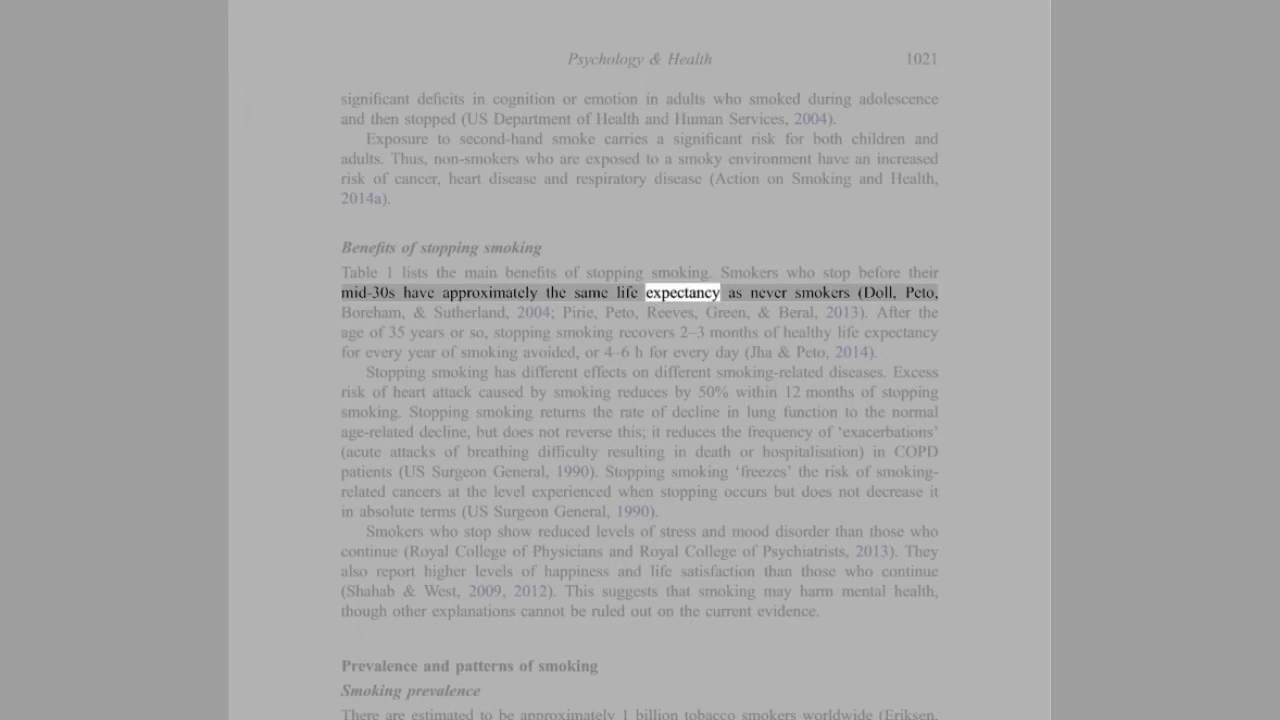 Psychology & Health 1021
significant deficits in cognition or emotion in adults who smoked during adolescence
and then stopped (US Department of Health and Human Services, 2004).
Exposure to second-hand smoke carries a significant risk for both children and
adults. Thus, non-smokers who are exposed to a smoky environment have an increased
risk of cancer, heart disease and respiratory disease (Action on Smoking and Health,
2014a).
Benefits of stopping smoking
Table 1 lists the main benefits of stopping smoking. Smokers who stop before their
mid-30s have approximately the same life expectancy as never smokers (Doll, Peto,
Boreham, & Sutherland, 2004; Pirie, Peto, Reeves, Green, & Beral, 2013). After the
age of 35 years or so, stopping smoking recovers 2–3 months of healthy life expectancy
for every year of smoking avoided, or 4–6 h for every day (Jha & Peto, 2014).
Stopping smoking has different effects on different smoking-related diseases. Excess
risk of heart attack caused by smoking reduces by 50% within 12 months of stopping
smoking. Stopping smoking returns the rate of decline in lung function to the normal
age-related decline, but does not reverse this; it reduces the frequency of ‘exacerbations’
(acute attacks of breathing difficulty resulting in death or hospitalisation) in COPD
patients (US Surgeon General, 1990). Stopping smoking ‘freezes’ the risk of smoking-
related cancers at the level experienced when stopping occurs but does not decrease it
in absolute terms (US Surgeon General, 1990).
Smokers who stop show reduced levels of stress and mood disorder than those who
continue (Royal College of Physicians and Royal College of Psychiatrists, 2013). They
also report higher levels of happiness and life satisfaction than those who continue
(Shahab & West, 2009, 2012). This suggests that smoking may harm mental health,
though other explanations cannot be ruled out on the current evidence.
Prevalence and patterns of smoking
Smoking prevalence
There are estimated to be approximately 1 billion tobacco smokers worldwide (Eriksen,